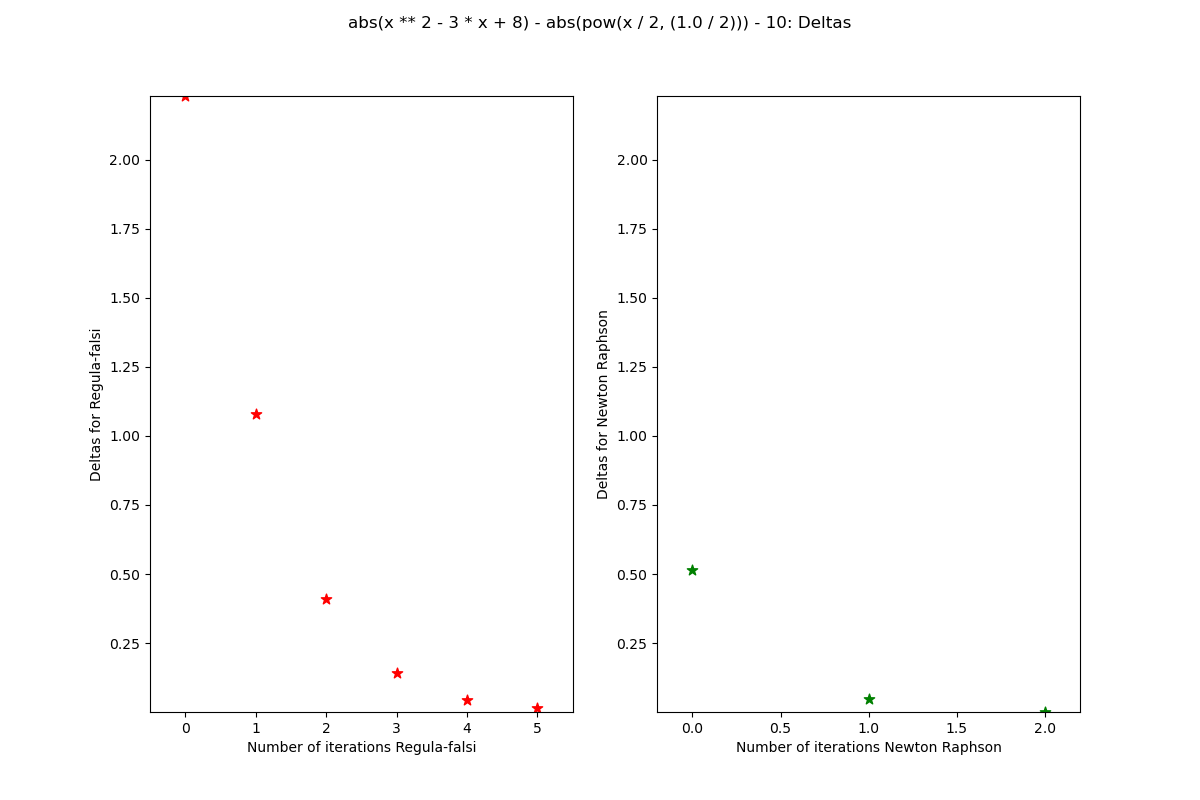 abs(x ** 2 - 3 * x + 8) - abs(pow(x / 2, (1.0 / 2))) - 10: Deltas
Deltas for Regula-falsi
2.00
1.75
1.50
1.25
1.00
0.75
0.50
0.25
0 1 2 3 4 5
Number of iterations Regula-falsi
Deltas for Newton Raphson
2.00
1.75
1.50
1.25
1.00
0.75
0.50
0.25
0.0 0.5 1.0 1.5 2.0
Number of iterations Newton Raphson